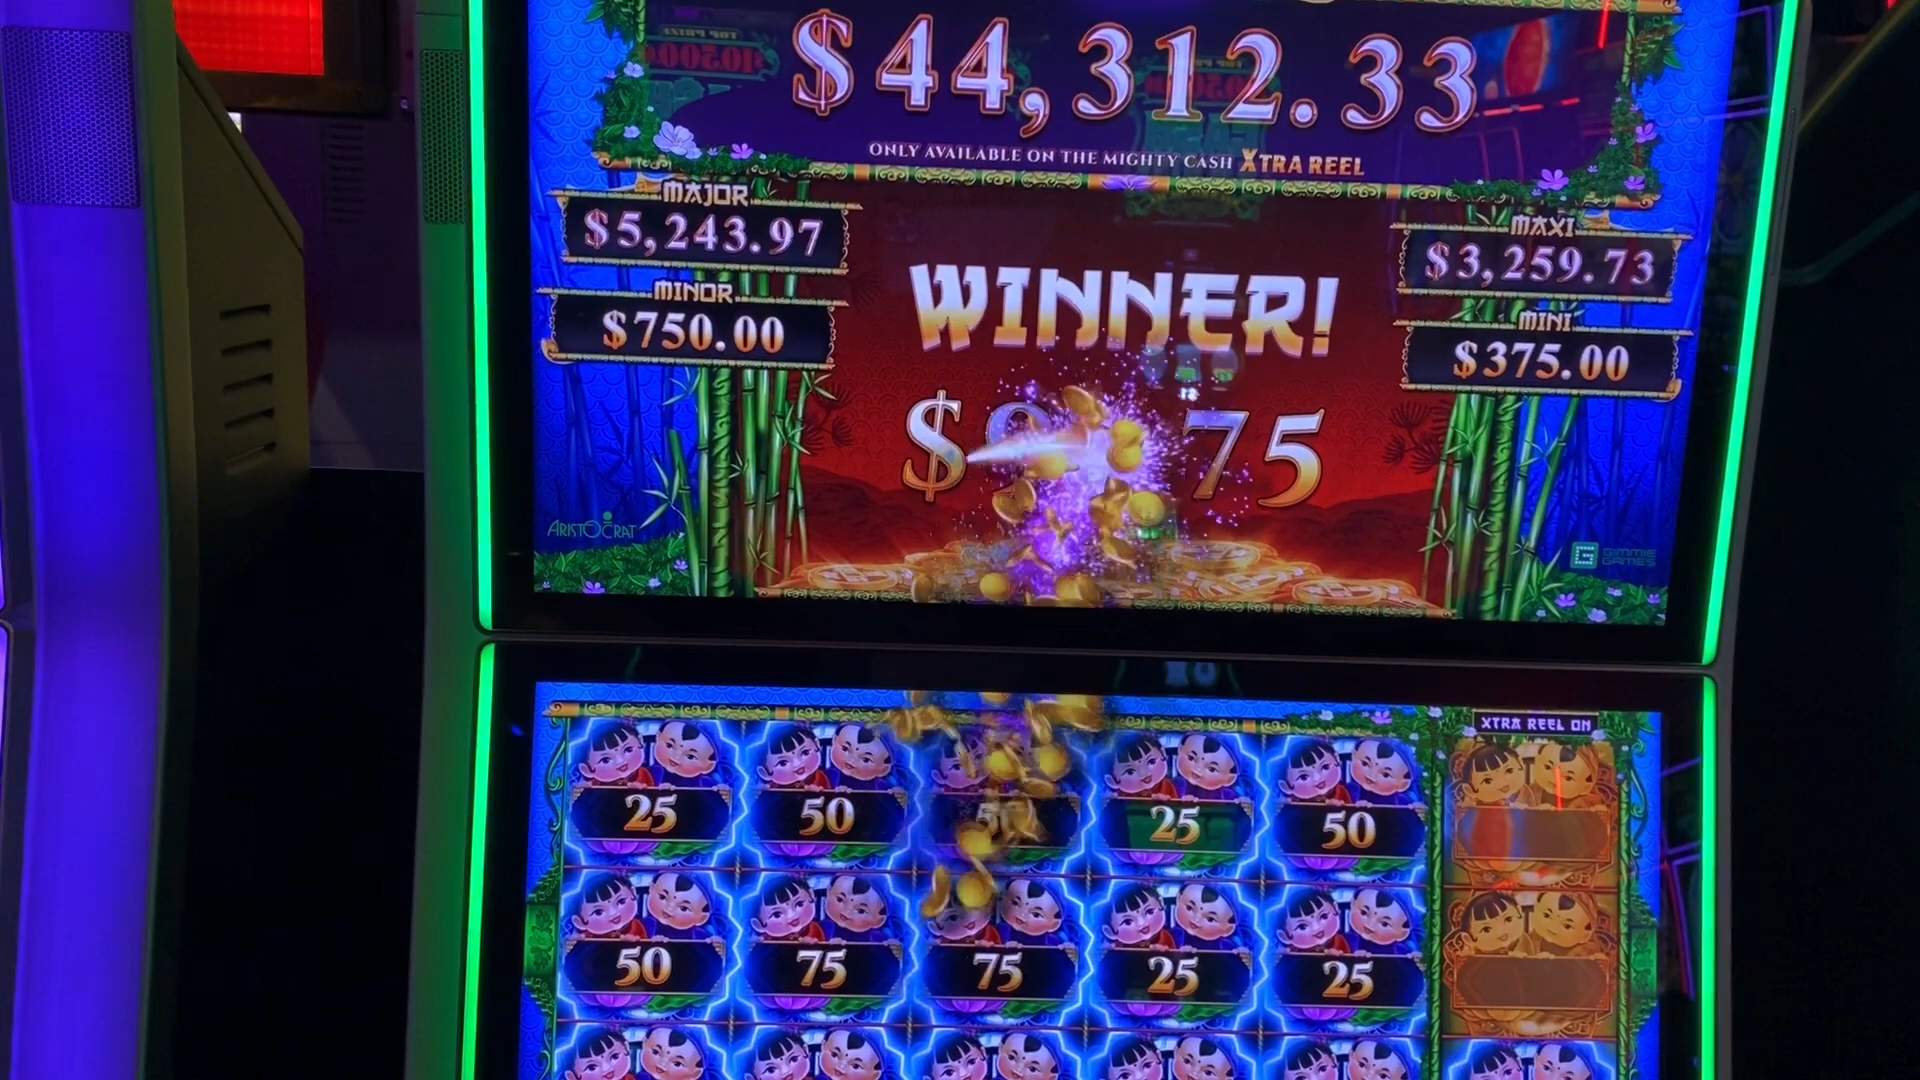 $44,312.33
ONLY AVAILABLE ON THE MIGHTY CASH XTRA REEL
MAJOR
$5,243.97
MINOR
$750.00
MAXI
$3,259.73
MINI
$375.00
WINNER!
75
ARISTOCRAT
G GIMMIE GAMES
XTRA REEL ON
25 50 25 50
50 75 75 25 25